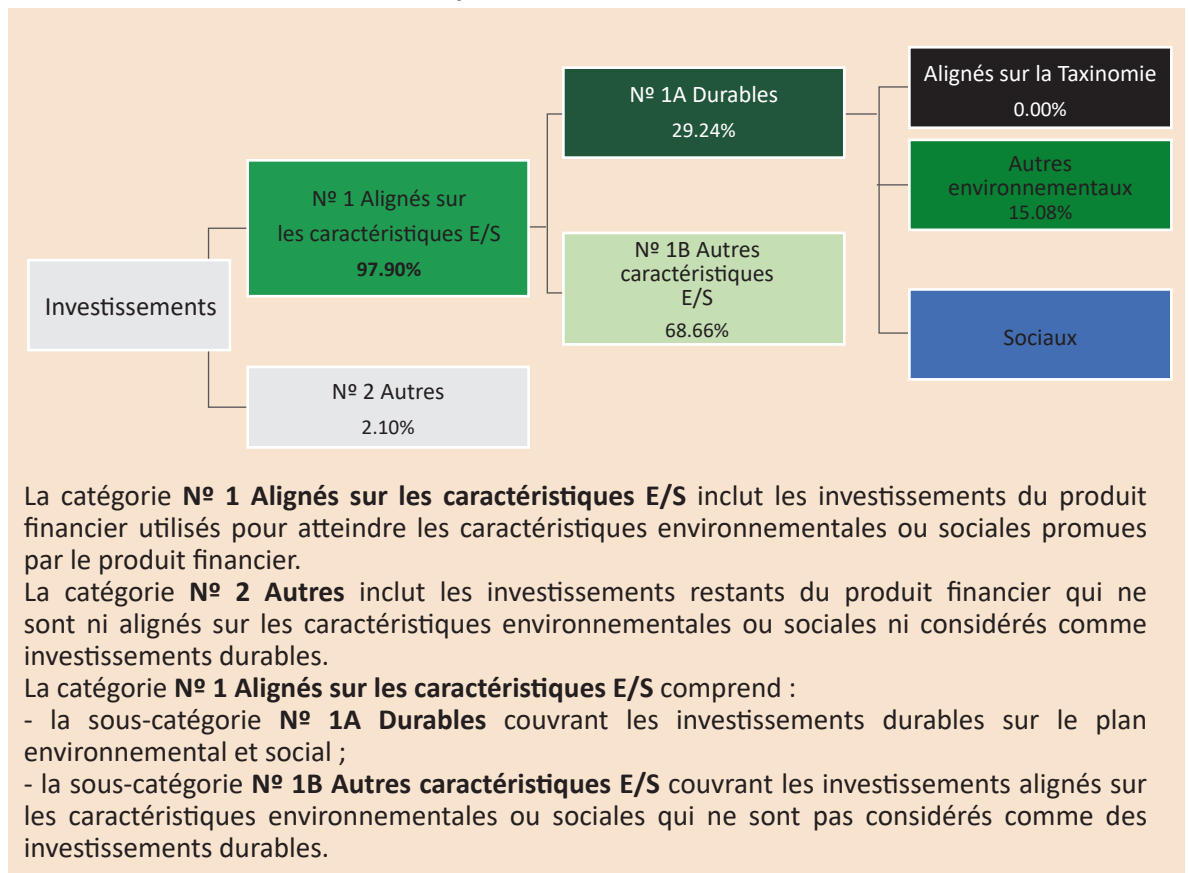 Investissements
Nº 1 Alignés sur
les caractéristiques E/S
97.90%
Nº 2 Autres
2.10%
Nº 1A Durables
29.24%
Nº 1B Autres
caractéristiques
E/S
68.66%
Alignés sur la Taxinomie
0.00%
Autres
environnementaux
15.08%
Sociaux
La catégorie Nº 1 Alignés sur les caractéristiques E/S inclut les investissements du produit
financier utilisés pour atteindre les caractéristiques environnementales ou sociales promues
par le produit financier.
La catégorie Nº 2 Autres inclut les investissements restants du produit financier qui ne
sont ni alignés sur les caractéristiques environnementales ou sociales ni considérés comme
investissements durables.
La catégorie Nº 1 Alignés sur les caractéristiques E/S comprend :
- la sous-catégorie Nº 1A Durables couvrant les investissements durables sur le plan
environnemental et social ;
- la sous-catégorie Nº 1B Autres caractéristiques E/S couvrant les investissements alignés sur
les caractéristiques environnementales ou sociales qui ne sont pas considérés comme des
investissements durables.